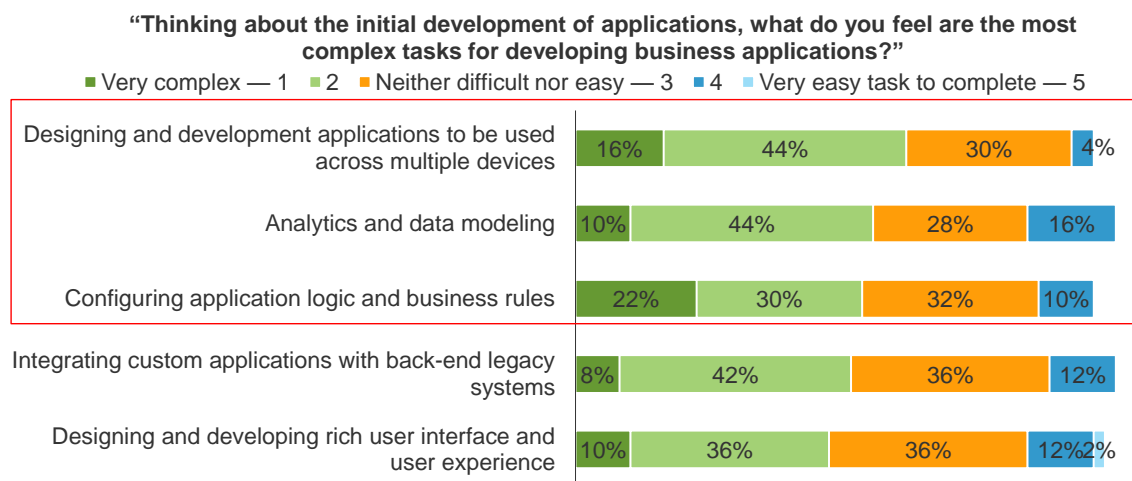 “Thinking about the initial development of applications, what do you feel are the most
complex tasks for developing business applications?”
Very complex — 1 2 Neither difficult nor easy — 3 4 Very easy task to complete — 5
Designing and development applications to be used
across multiple devices
16% 44% 30% 4%
Analytics and data modeling
10% 44% 28% 16%
Configuring application logic and business rules
22% 30% 32% 10%
Integrating custom applications with back-end legacy
systems
8% 42% 36% 12%
Designing and developing rich user interface and
user experience
10% 36% 36% 12% 2%